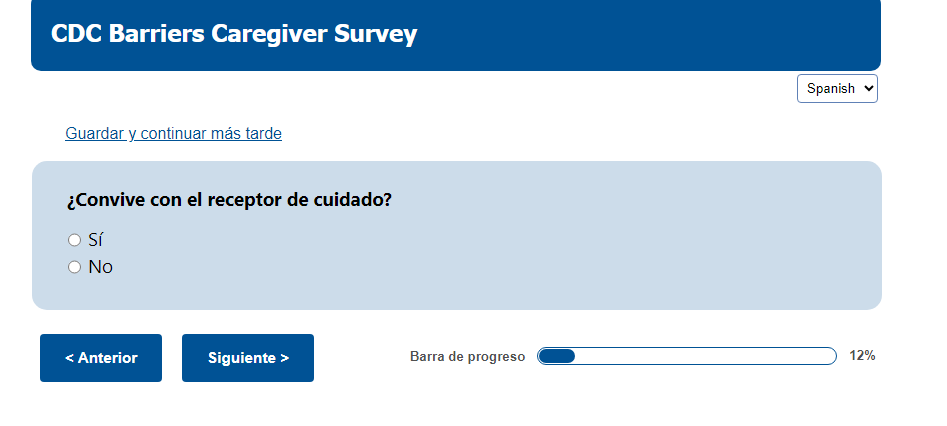 CDC Barriers Caregiver Survey
Spanish
Guardar y continuar más tarde
¿Convive con el receptor de cuidado?
Sí
No
< Anterior
Siguiente >
Barra de progreso
12%